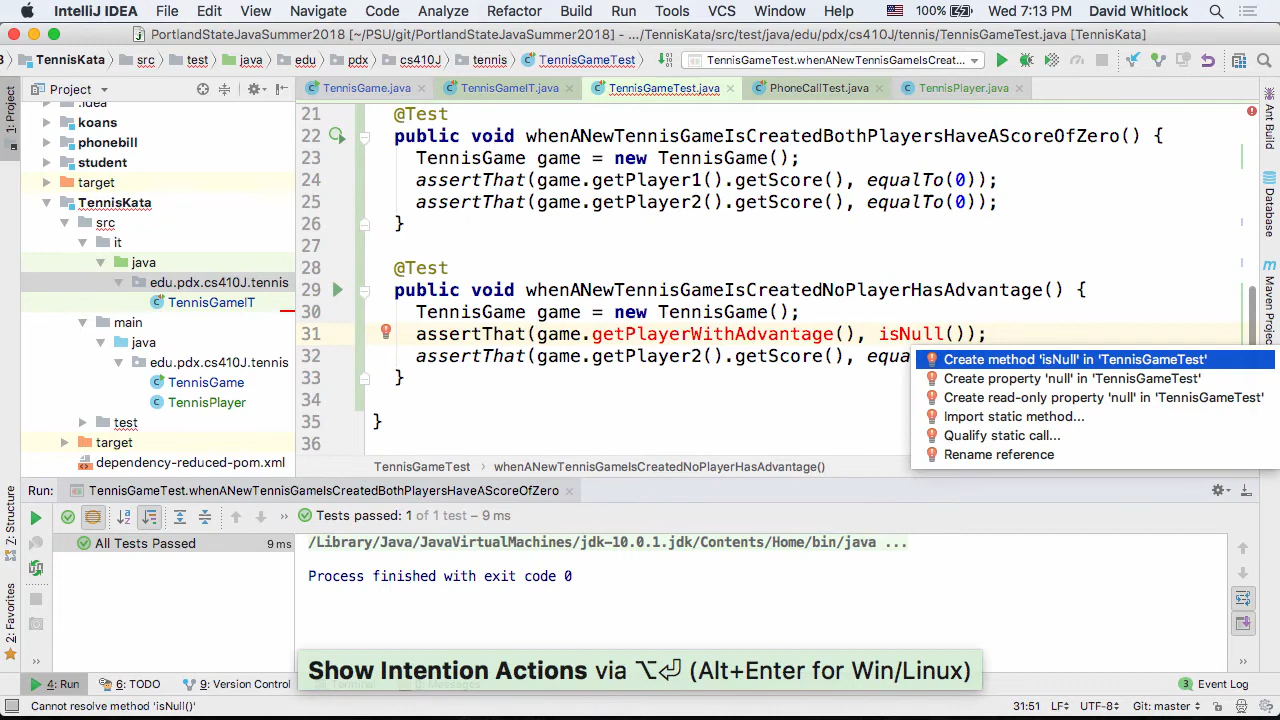 IntelliJ IDEA File Edit View Navigate Code Analyze Refactor Build Run Tools VCS Window Help 100% Wed 7:13 PM David Whitlock
PortlandStateJavaSummer2018 [~/PSU/git/PortlandStateJavaSummer2018] - .../TennisKata/src/test/java/edu/pdx/cs410J/tennis/TennisGameTest.java [TennisKata]
TennisKata src test java edu pdx cs410J tennis TennisGameTest TennisGameTest.whenANewTennisGameIsCreat...
Project TennisGame.java TennisGameIT.java TennisGameTest.java PhoneCallTest.java TennisPlayer.java
1: Project
.idea
koans
phonebill
student
target
TennisKata
src
it
java
edu.pdx.cs410J.tennis
TennisGameIT
main
java
edu.pdx.cs410J.tennis
TennisGame
TennisPlayer
test
target
dependency-reduced-pom.xml
21 @Test
22 public void whenANewTennisGameIsCreatedBothPlayersHaveAScoreOfZero() {
23 TennisGame game = new TennisGame();
24 assertThat(game.getPlayer1().getScore(), equalTo(0));
25 assertThat(game.getPlayer2().getScore(), equalTo(0));
26 }
27
28 @Test
29 public void whenANewTennisGameIsCreatedNoPlayerHasAdvantage() {
30 TennisGame game = new TennisGame();
31 assertThat(game.getPlayerWithAdvantage(), isNull());
32 assertThat(game.getPlayer2().getScore(), equa
33 }
34
35 }
36
Create method 'isNull' in 'TennisGameTest'
Create property 'null' in 'TennisGameTest'
Create read-only property 'null' in 'TennisGameTest'
Import static method...
Qualify static call...
Rename reference
TennisGameTest whenANewTennisGameIsCreatedNoPlayerHasAdvantage()
Ant Build
Database
Maven Projects
7: Structure
2: Favorites
Run: TennisGameTest.whenANewTennisGameIsCreatedBothPlayersHaveAScoreOfZero
Tests passed: 1 of 1 test – 9 ms
All Tests Passed 9 ms
/Library/Java/JavaVirtualMachines/jdk-10.0.1.jdk/Contents/Home/bin/java ...
Process finished with exit code 0
Show Intention Actions via ⌥⏎ (Alt+Enter for Win/Linux)
4: Run 6: TODO 9: Version Control 3 Event Log
Cannot resolve method 'isNull()' 31:51 LF UTF-8 Git: master